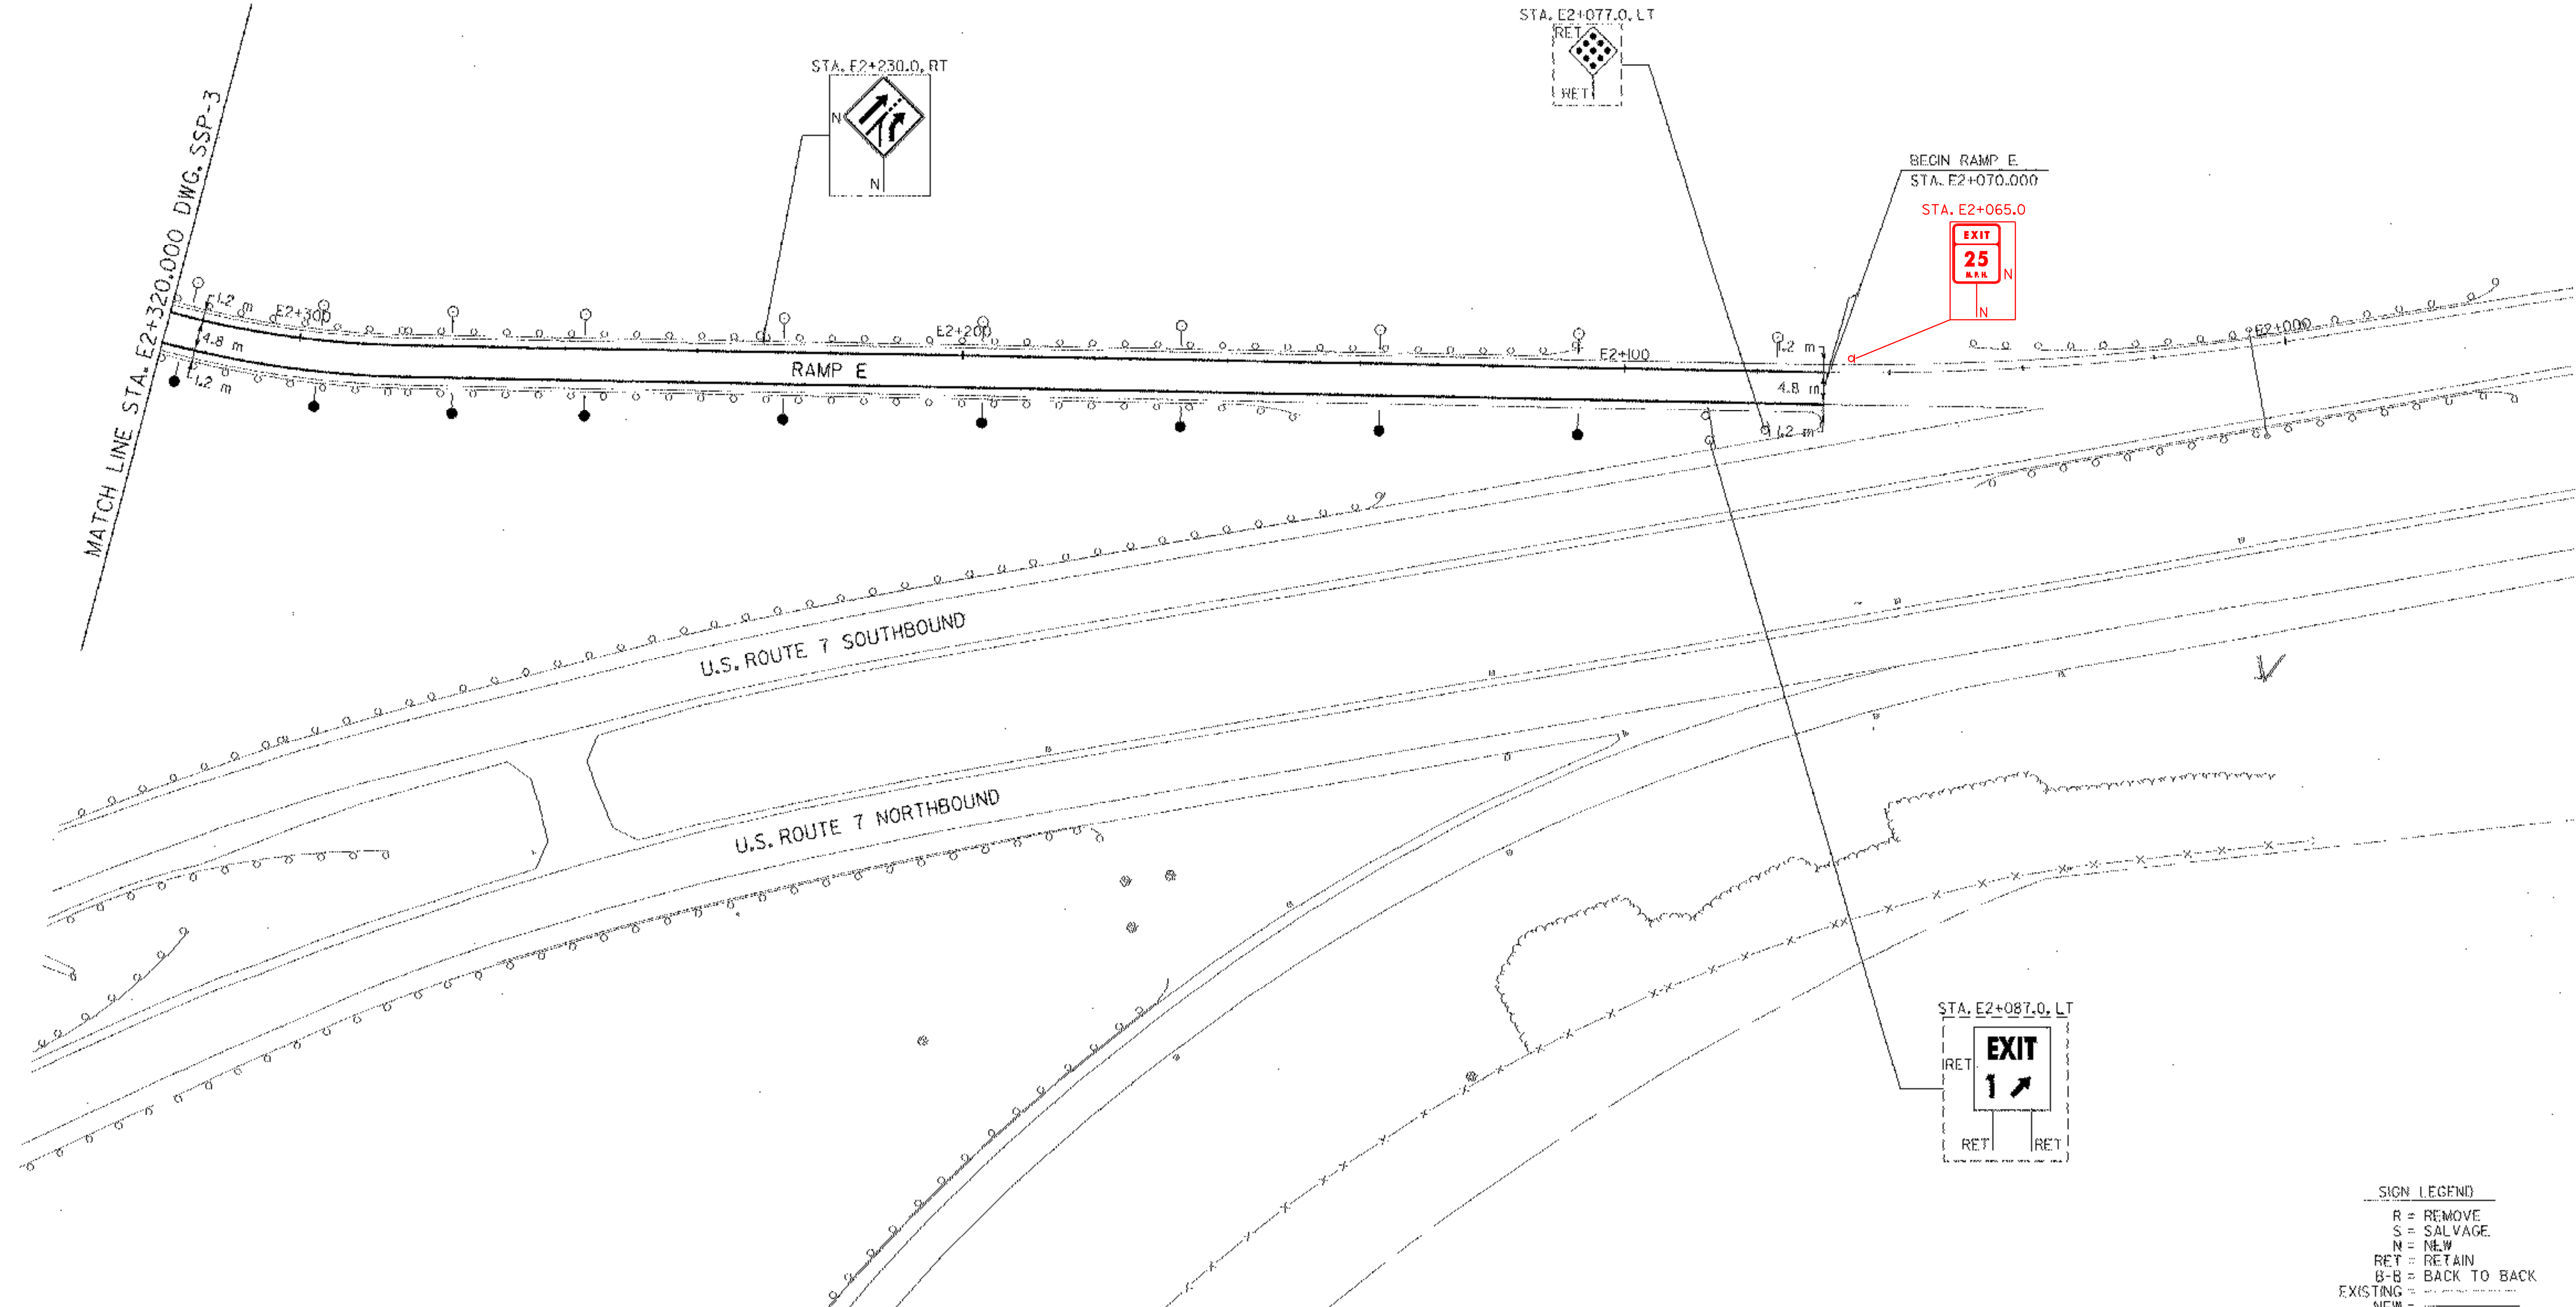 STA. E2+077.0, LT
RET
RET
STA. E2+230.0, RT
N
N
BEGIN RAMP E
STA. E2+070.000
STA. E2+065.0
EXIT
25
M.P.H.
N
N
MATCH LINE STA. E2+320.000 DWG. SSP-3
1.2 m
E2+300
4.8 m
1.2 m
E2+200
RAMP E
E2+100
1.2 m
4.8 m
1.2 m
E2+000
U.S. ROUTE 7 SOUTHBOUND
U.S. ROUTE 7 NORTHBOUND
STA. E2+087.0, LT
RET
EXIT
1
RET
RET
SIGN LEGEND
R = REMOVE
S = SALVAGE
N = NEW
RET = RETAIN
B-B = BACK TO BACK
EXISTING =
NEW =